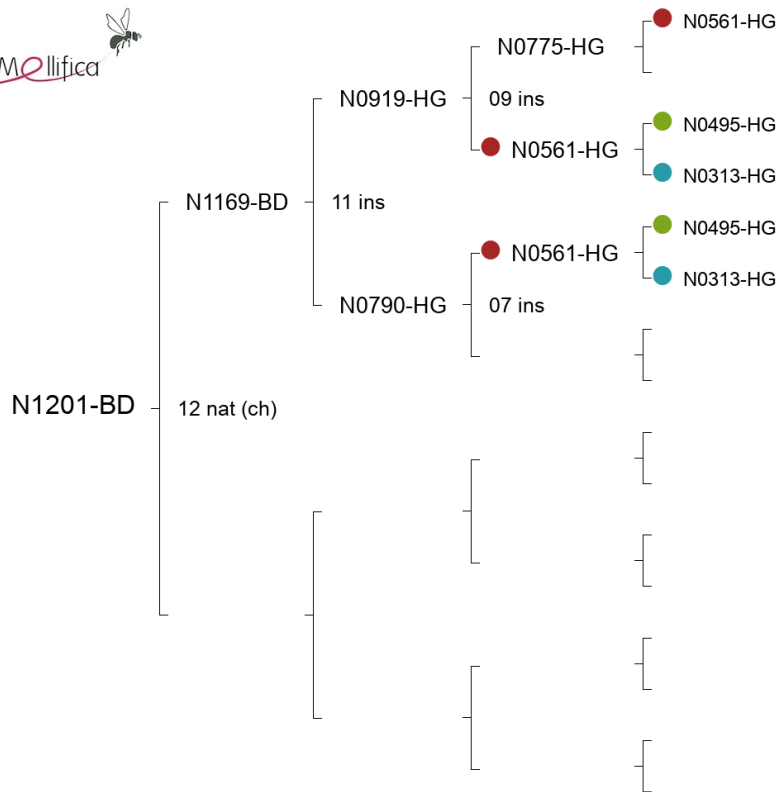 Mellifica
N0561-HG
N0775-HG
N0919-HG
09 ins
N0561-HG
N0495-HG
N0313-HG
N1169-BD
11 ins
N0561-HG
N0495-HG
N0313-HG
N0790-HG
07 ins
N1201-BD
12 nat (ch)